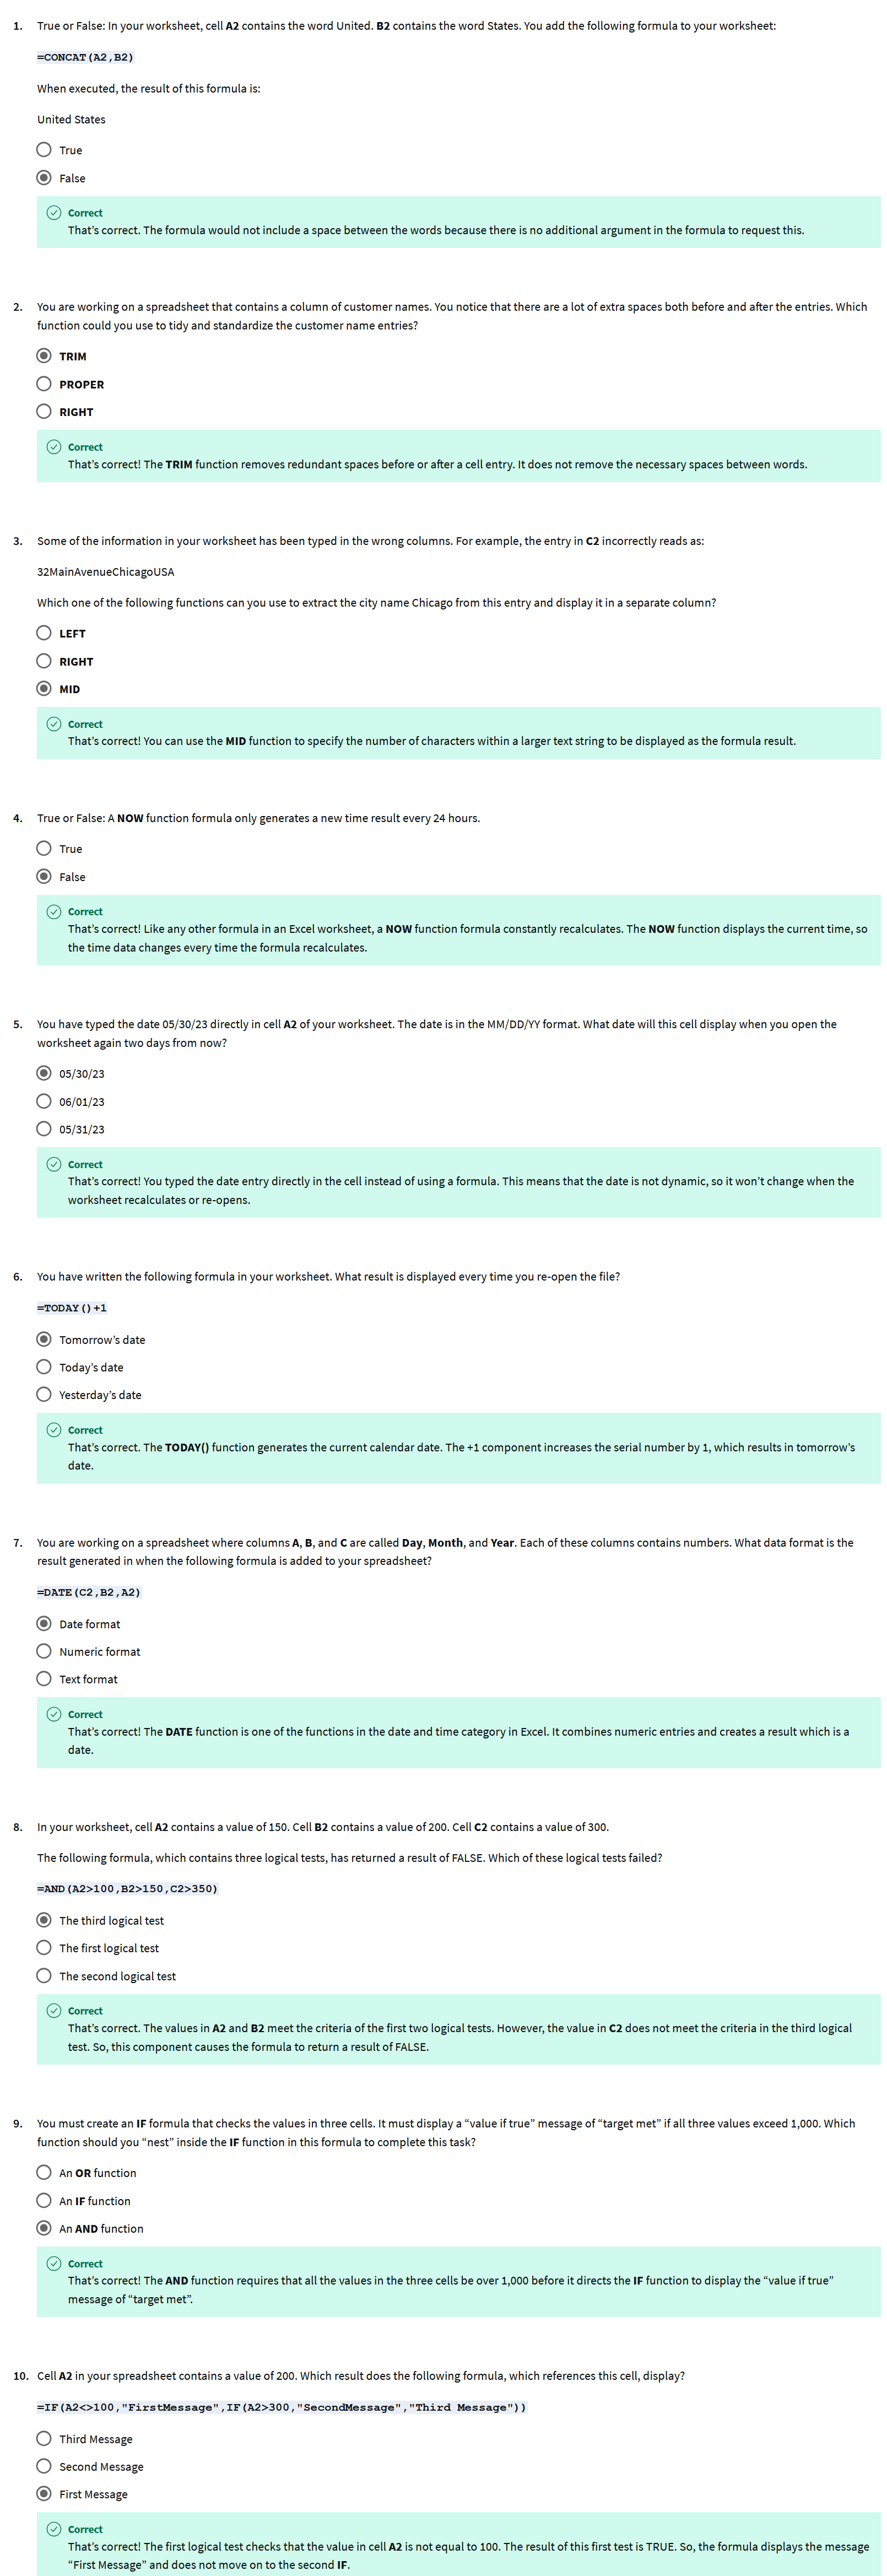 1. True or False: In your worksheet, cell A2 contains the word United. B2 contains the word States. You add the following formula to your worksheet:
=CONCAT(A2,B2)
When executed, the result of this formula is:
United States
True
False
Correct
That's correct. The formula would not include a space between the words because there is no additional argument in the formula to request this.
2. You are working on a spreadsheet that contains a column of customer names. You notice that there are a lot of extra spaces both before and after the entries. Which
function could you use to tidy and standardize the customer name entries?
TRIM
PROPER
RIGHT
Correct
That's correct! The TRIM function removes redundant spaces before or after a cell entry. It does not remove the necessary spaces between words.
3. Some of the information in your worksheet has been typed in the wrong columns. For example, the entry in C2 incorrectly reads as:
32MainAvenueChicagoUSA
Which one of the following functions can you use to extract the city name Chicago from this entry and display it in a separate column?
LEFT
RIGHT
MID
Correct
That's correct! You can use the MID function to specify the number of characters within a larger text string to be displayed as the formula result.
4. True or False: A NOW function formula only generates a new time result every 24 hours.
True
False
Correct
That's correct! Like any other formula in an Excel worksheet, a NOW function formula constantly recalculates. The NOW function displays the current time, so
the time data changes every time the formula recalculates.
5. You have typed the date 05/30/23 directly in cell A2 of your worksheet. The date is in the MM/DD/YY format. What date will this cell display when you open the
worksheet again two days from now?
05/30/23
06/01/23
05/31/23
Correct
That's correct! You typed the date entry directly in the cell instead of using a formula. This means that the date is not dynamic, so it won't change when the
worksheet recalculates or re-opens.
6. You have written the following formula in your worksheet. What result is displayed every time you re-open the file?
=TODAY()+1
Tomorrow's date
Today's date
Yesterday's date
Correct
That's correct. The TODAY() function generates the current calendar date. The +1 component increases the serial number by 1, which results in tomorrow's
date.
7. You are working on a spreadsheet where columns A, B, and C are called Day, Month, and Year. Each of these columns contains numbers. What data format is the
result generated in when the following formula is added to your spreadsheet?
=DATE(C2,B2,A2)
Date format
Numeric format
Text format
Correct
That's correct! The DATE function is one of the functions in the date and time category in Excel. It combines numeric entries and creates a result which is a
date.
8. In your worksheet, cell A2 contains a value of 150. Cell B2 contains a value of 200. Cell C2 contains a value of 300.
The following formula, which contains three logical tests, has returned a result of FALSE. Which of these logical tests failed?
=AND(A2>100,B2>150,C2>350)
The third logical test
The first logical test
The second logical test
Correct
That's correct. The values in A2 and B2 meet the criteria of the first two logical tests. However, the value in C2 does not meet the criteria in the third logical
test. So, this component causes the formula to return a result of FALSE.
9. You must create an IF formula that checks the values in three cells. It must display a “value if true” message of “target met” if all three values exceed 1,000. Which
function should you “nest” inside the IF function in this formula to complete this task?
An OR function
An IF function
An AND function
Correct
That's correct! The AND function requires that all the values in the three cells be over 1,000 before it directs the IF function to display the “value if true”
message of “target met”.
10. Cell A2 in your spreadsheet contains a value of 200. Which result does the following formula, which references this cell, display?
=IF(A2<>100,"FirstMessage",IF(A2>300,"SecondMessage","Third Message"))
Third Message
Second Message
First Message
Correct
That's correct! The first logical test checks that the value in cell A2 is not equal to 100. The result of this first test is TRUE. So, the formula displays the message
“First Message” and does not move on to the second IF.